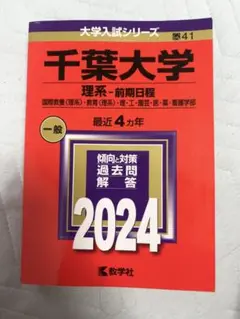 大学入試シリーズ
41
千葉大学
理系-前期日程
国際教養(理系)・教育(理系)・理・工・園芸・医・薬・看護学部
一般
最近4カ年
傾向と対策
過去問
解答
2024
教学社